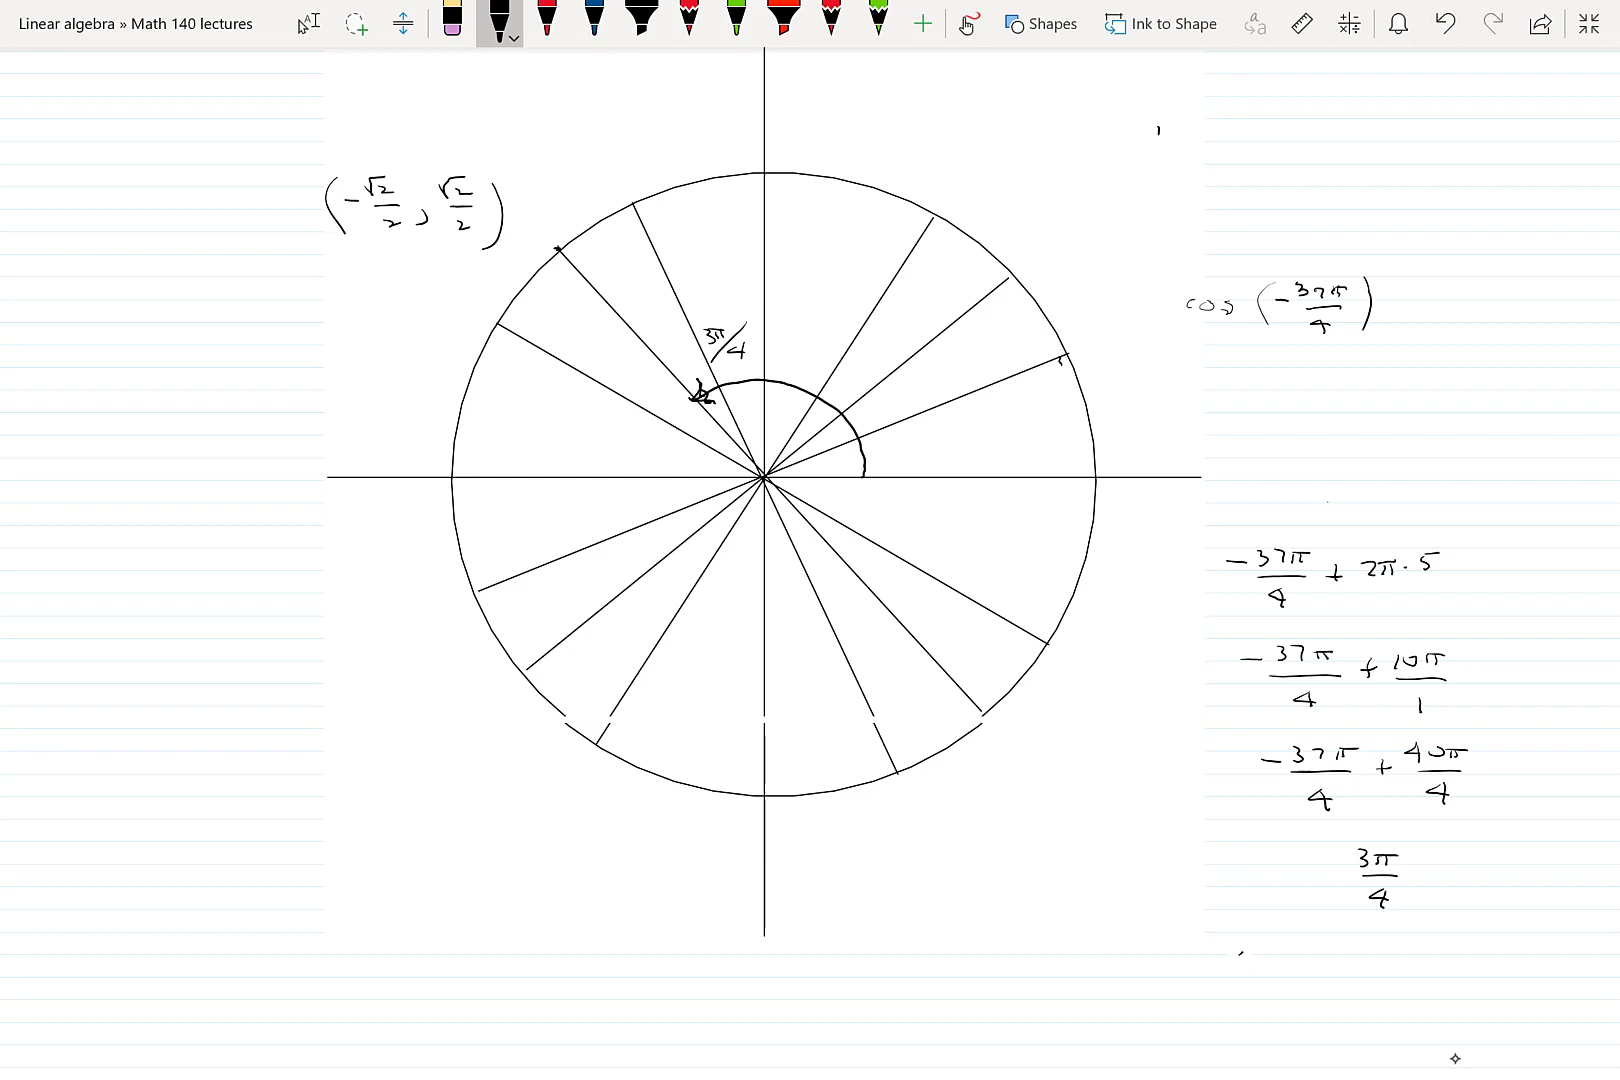 Linear algebra » Math 140 lectures
Shapes
Ink to Shape
(-√2/2, √2/2)
3π/4
cos (-37π/4)
-37π/4 + 2π·5
-37π/4 + 10π/1
-37π/4 + 40π/4
3π/4